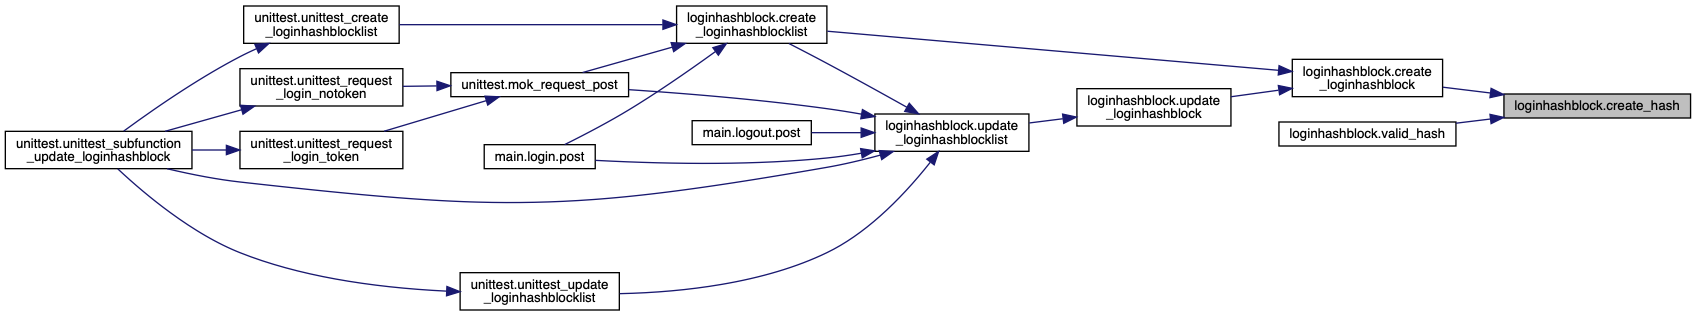 unittest.unittest_create
_loginhashblocklist
loginhashblock.create
_loginhashblocklist
unittest.unittest_request
_login_notoken
unittest.mok_request_post
loginhashblock.create
_loginhashblock
loginhashblock.create_hash
loginhashblock.update
_loginhashblock
unittest.unittest_subfunction
_update_loginhashblock
unittest.unittest_request
_login_token
main.login.post
main.logout.post
loginhashblock.update
_loginhashblocklist
loginhashblock.valid_hash
unittest.unittest_update
_loginhashblocklist